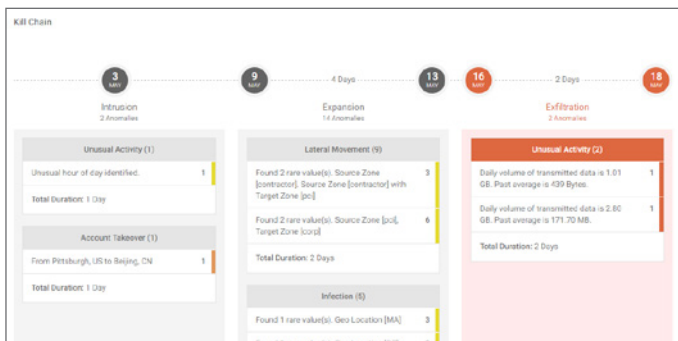 Kill Chain
3
MAY
9
MAY
4 Days
13
MAY
16
MAY
2 Days
18
MAY
Intrusion
2 Anomalies
Expansion
14 Anomalies
Exfiltration
2 Anomalies
Unusual Activity (1)
Unusual hour of day identified. 1
Total Duration: 1 Day
Account Takeover (1)
From Pittsburgh, US to Beijing, CN 1
Total Duration: 1 Day
Lateral Movement (9)
Found 2 rare value(s). Source Zone 3
[contractor]. Source Zone [contractor] with
Target Zone [pci]
Found 2 rare value(s). Source Zone [pci], 6
Target Zone [corp]
Total Duration: 2 Days
Infection (5)
Found 1 rare value(s). Geo Location [MA] 3
Unusual Activity (2)
Daily volume of transmitted data is 1.01 1
GB. Past average is 439 Bytes.
Daily volume of transmitted data is 2.80 1
GB. Past average is 171.70 MB.
Total Duration: 2 Days